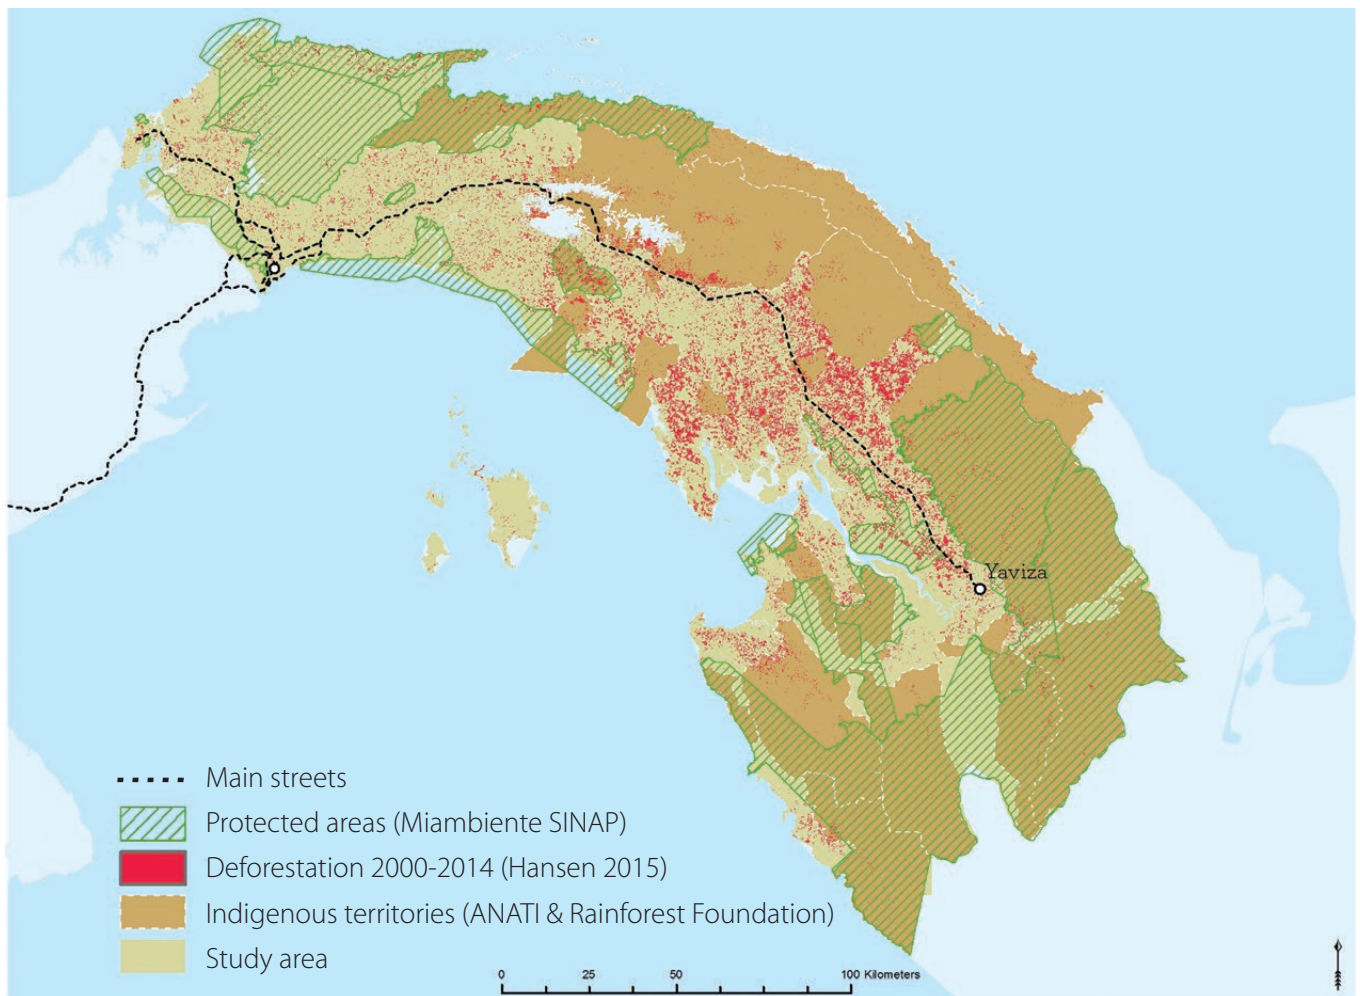 Yaviza
Main streets
Protected areas (Miambiente SINAP)
Deforestation 2000-2014 (Hansen 2015)
Indigenous territories (ANATI & Rainforest Foundation)
Study area
0 25 50 100 Kilometers